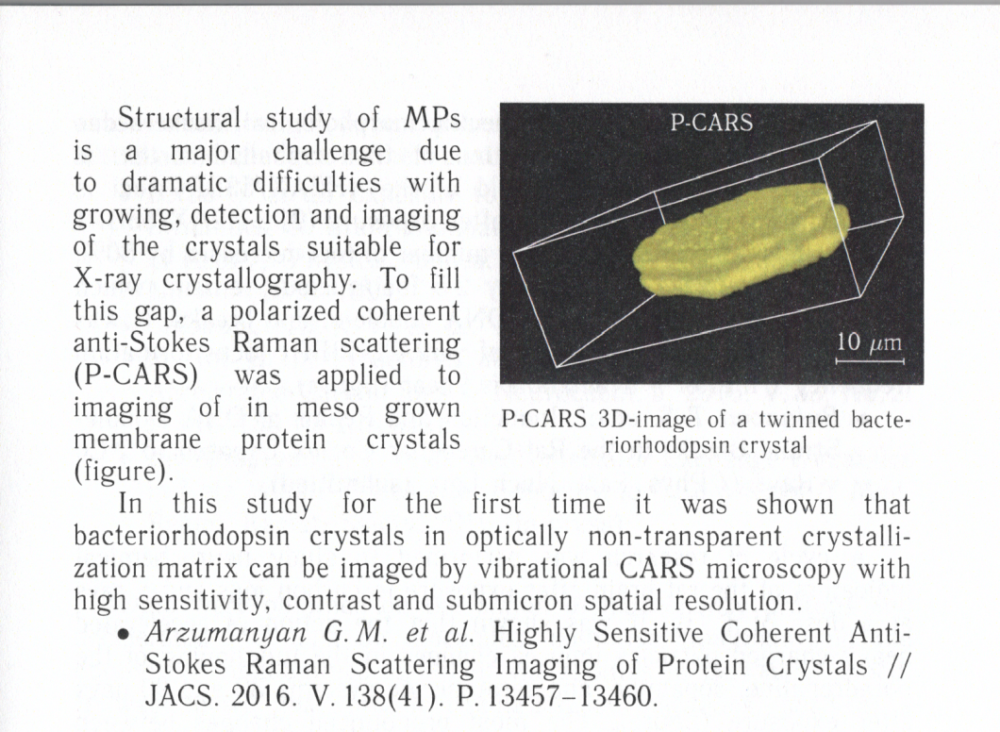 Structural study of MPs
is a major challenge due
to dramatic difficulties with
growing, detection and imaging
of the crystals suitable for
X-ray crystallography. To fill
this gap, a polarized coherent
anti-Stokes Raman scattering
(P-CARS) was applied to
imaging of in meso grown
membrane protein crystals
(figure).
P-CARS
10 μm
P-CARS 3D-image of a twinned bacte-
riorhodopsin crystal
In this study for the first time it was shown that
bacteriorhodopsin crystals in optically non-transparent crystalli-
zation matrix can be imaged by vibrational CARS microscopy with
high sensitivity, contrast and submicron spatial resolution.
• Arzumanyan G. M. et al. Highly Sensitive Coherent Anti-
Stokes Raman Scattering Imaging of Protein Crystals //
JACS. 2016. V. 138(41). P. 13457–13460.